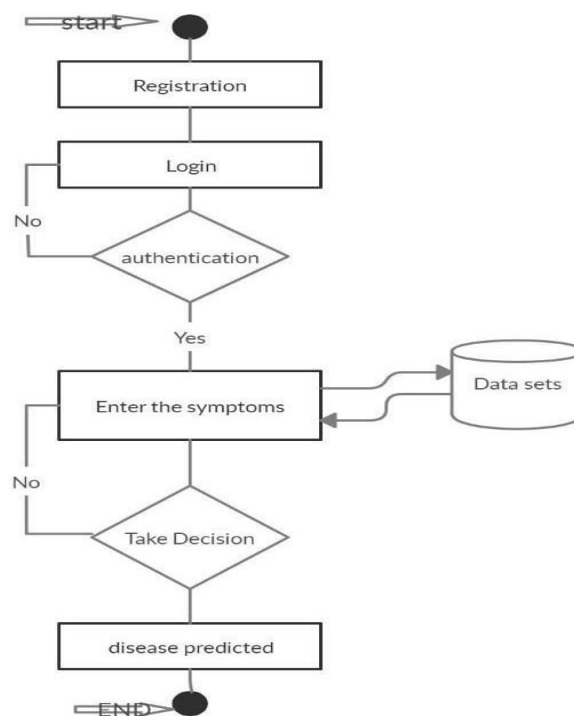 start
Registration
Login
No
authentication
Yes
Enter the symptoms
Data sets
No
Take Decision
disease predicted
END